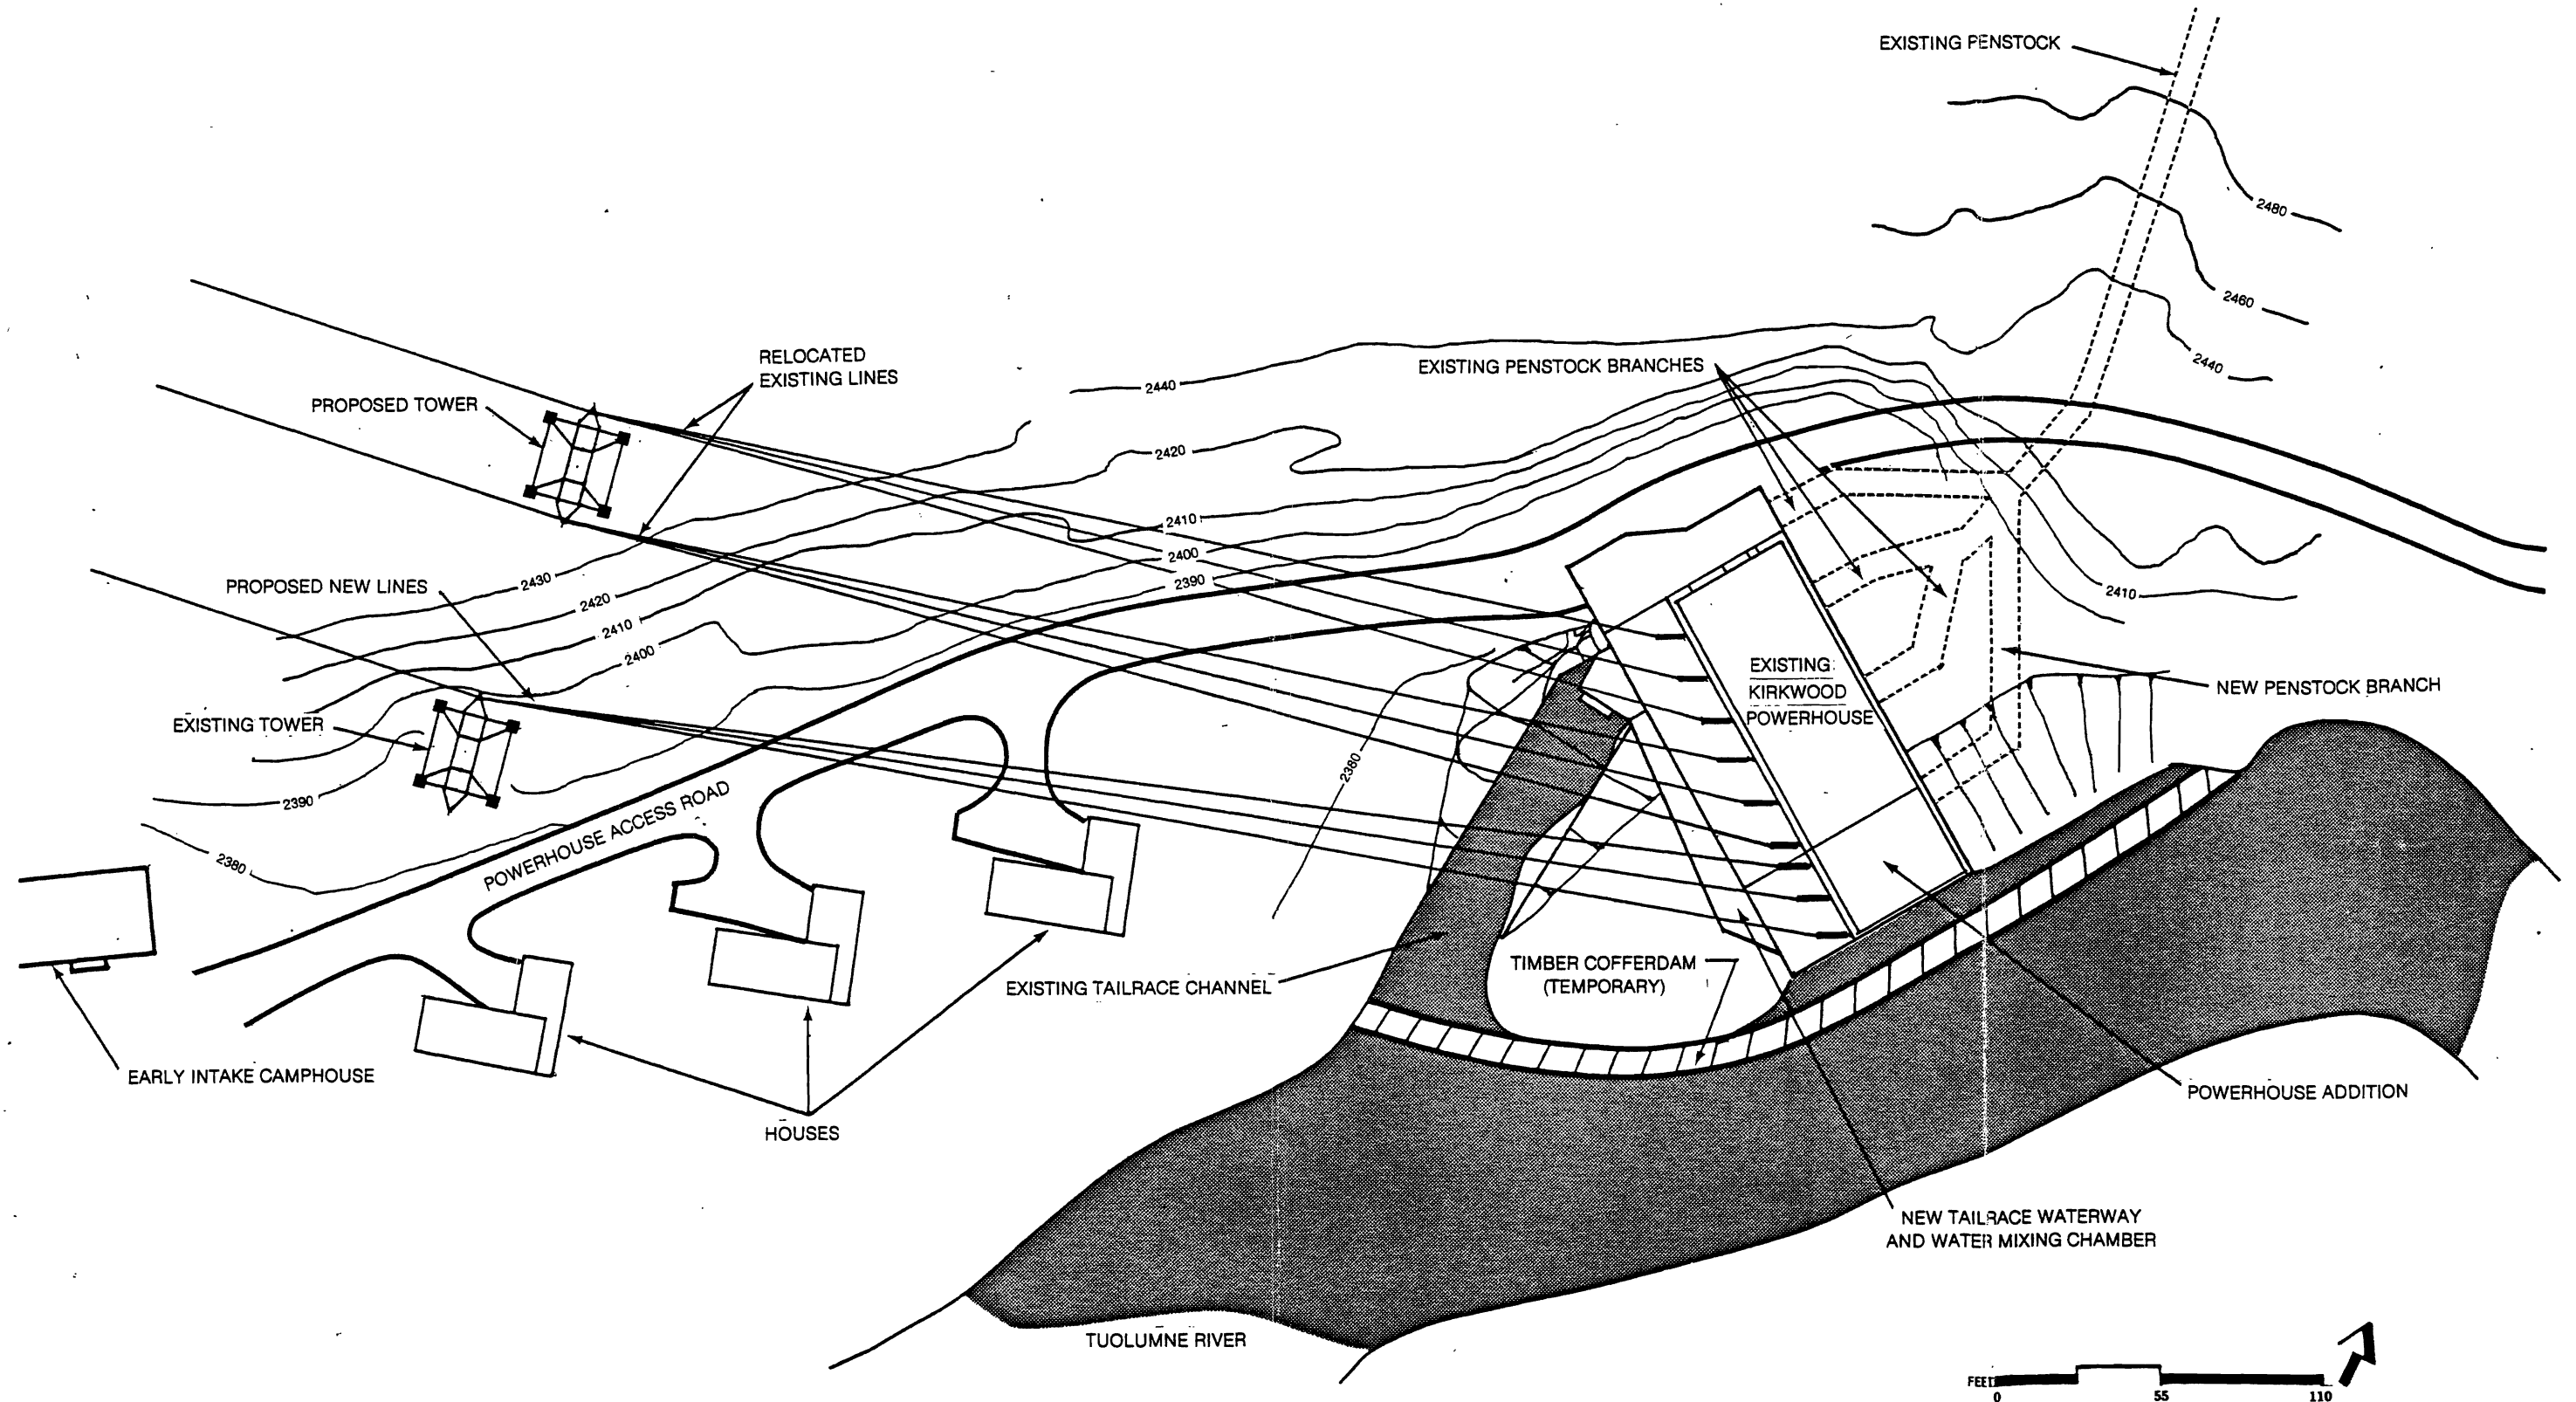 EXISTING PENSTOCK
2480
2460
2440
RELOCATED
EXISTING LINES
EXISTING PENSTOCK BRANCHES
2440
PROPOSED TOWER
2420
2410
2400
2390
2430
PROPOSED NEW LINES
2420
2410
2400
2410
EXISTING
KIRKWOOD
POWERHOUSE
NEW PENSTOCK BRANCH
EXISTING TOWER
2380
2390
POWERHOUSE ACCESS ROAD
2380
TIMBER COFFERDAM
(TEMPORARY)
EXISTING TAILRACE CHANNEL
EARLY INTAKE CAMPHOUSE
POWERHOUSE ADDITION
HOUSES
NEW TAILRACE WATERWAY
AND WATER MIXING CHAMBER
TUOLUMNE RIVER
FEET
0 55 110